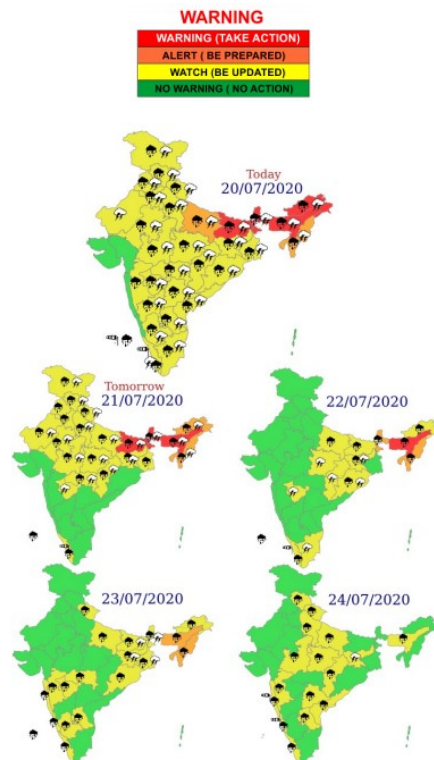 WARNING
WARNING (TAKE ACTION)
ALERT ( BE PREPARED)
WATCH (BE UPDATED)
NO WARNING ( NO ACTION)
Today
20/07/2020
Tomorrow
21/07/2020
22/07/2020
23/07/2020
24/07/2020